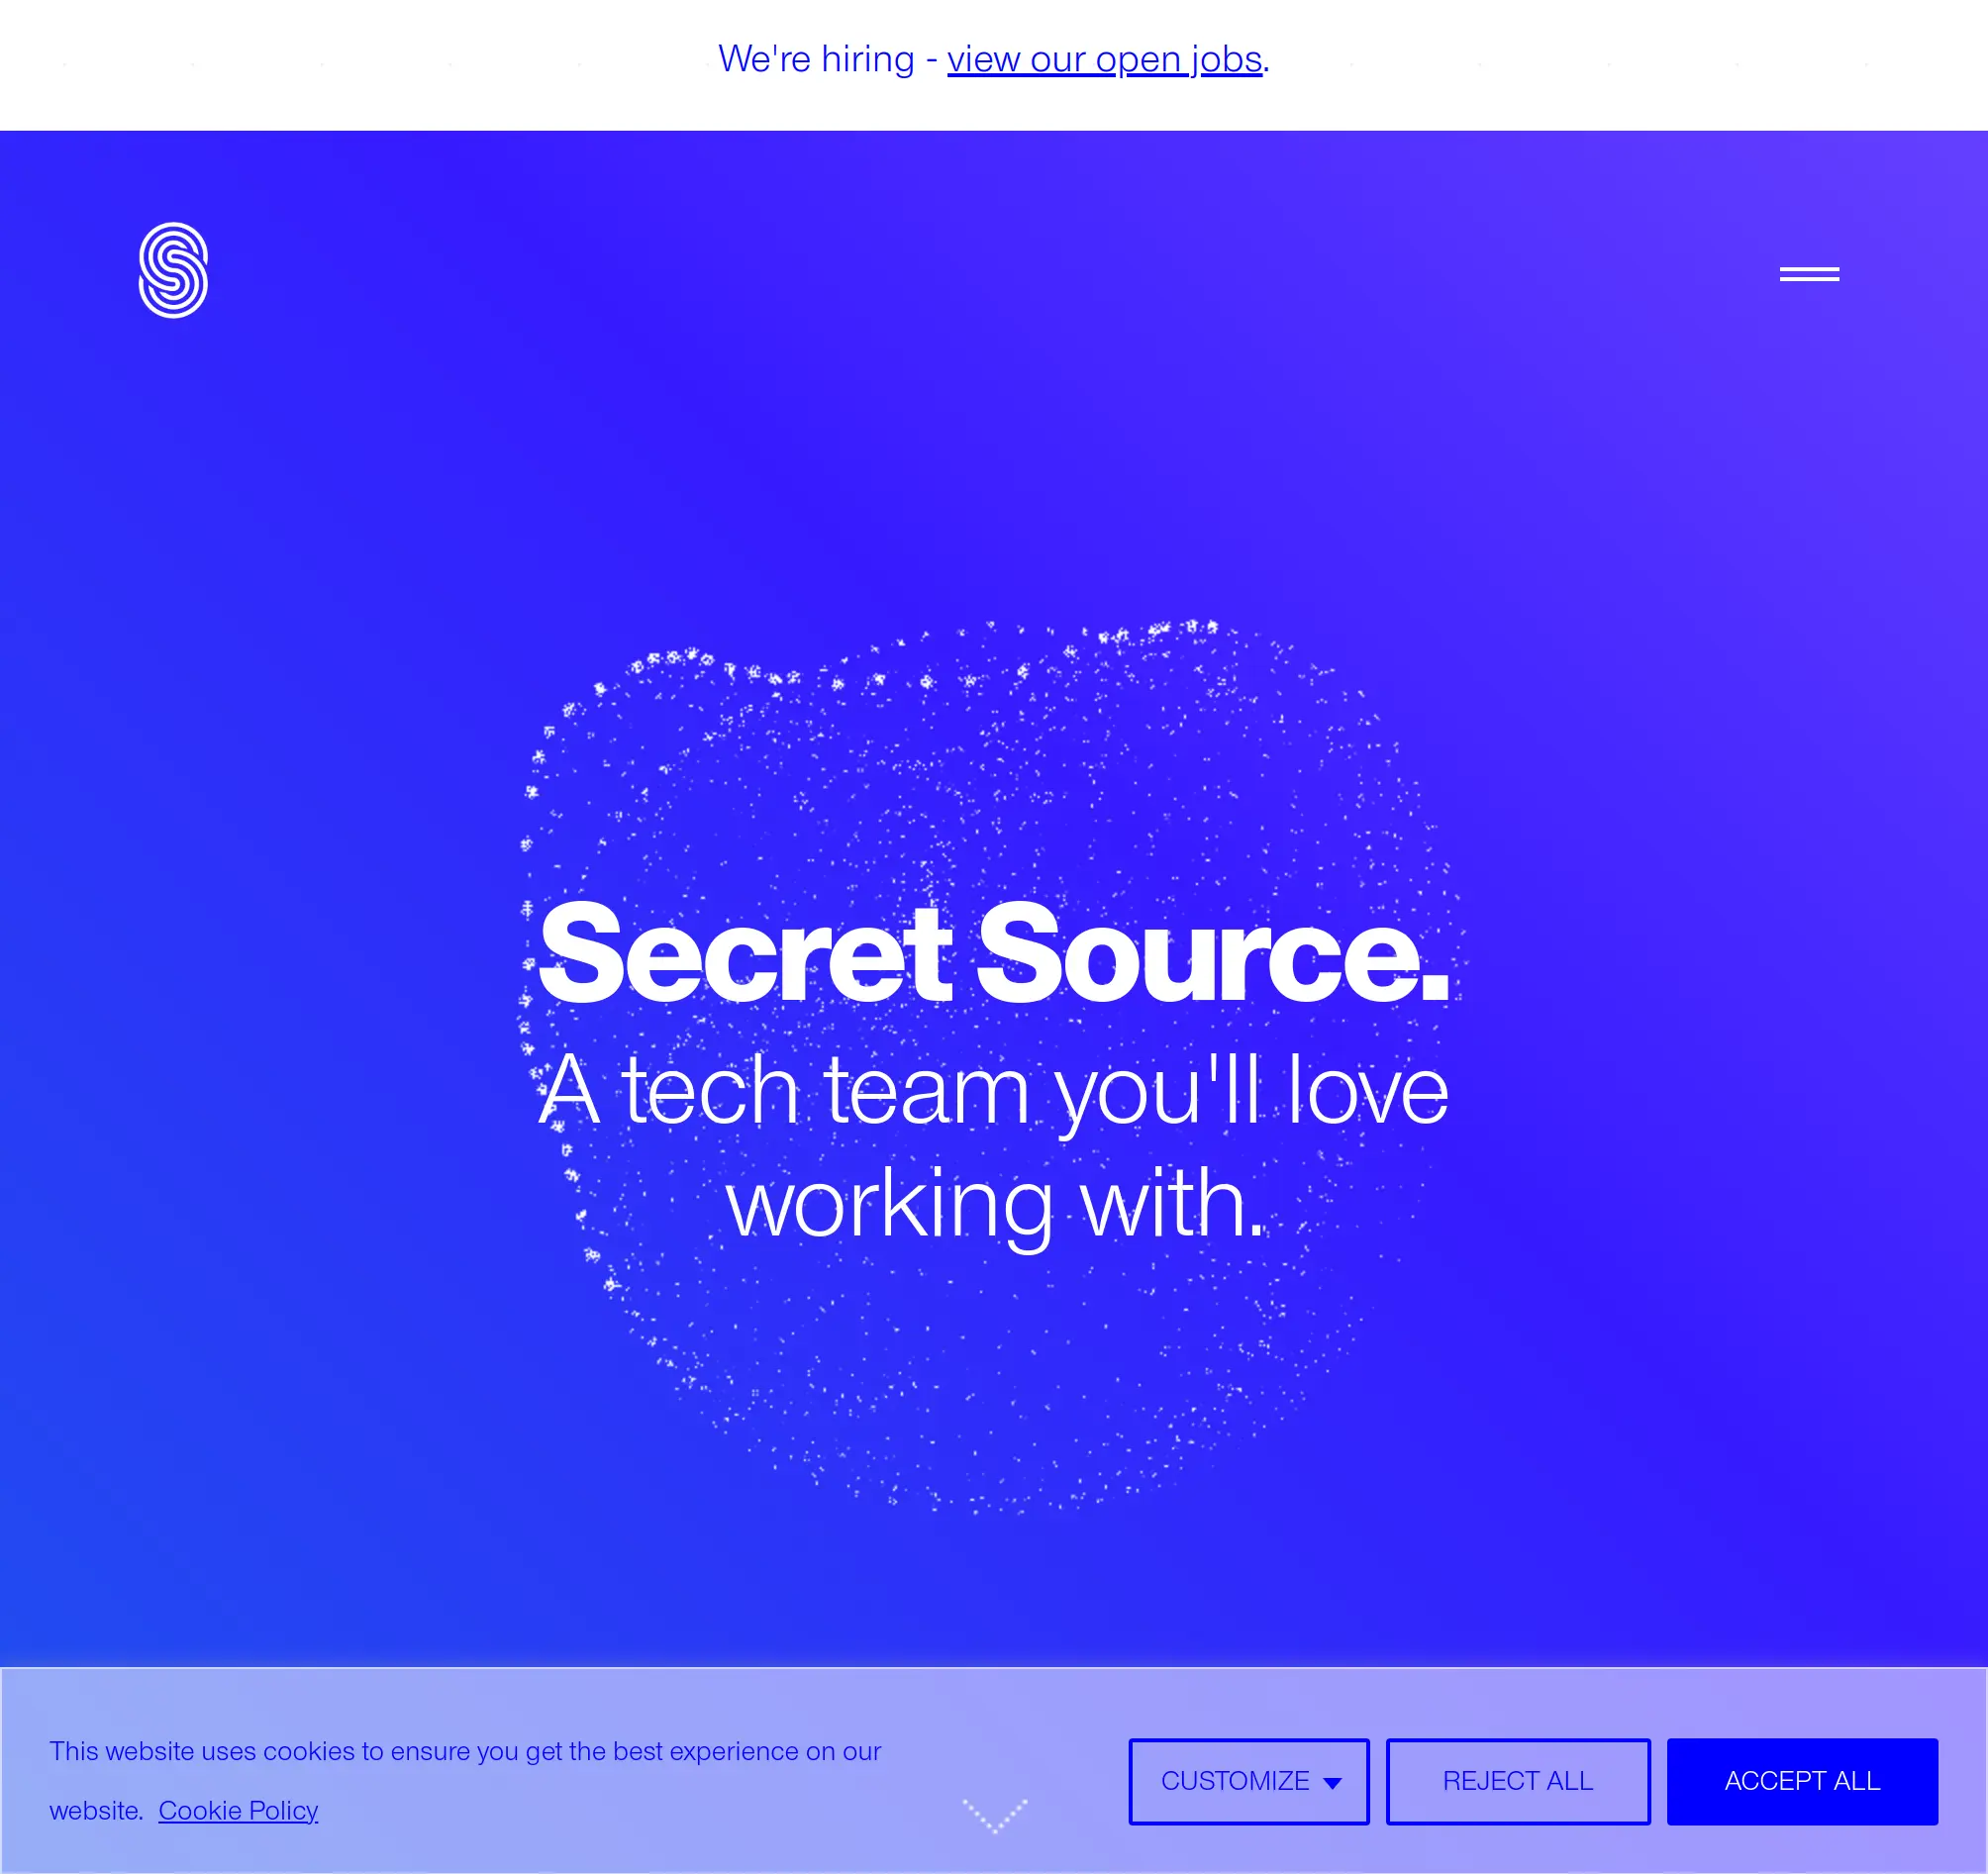 We're hiring - view our open jobs.
Secret Source.
A tech team you'll love
working with.
This website uses cookies to ensure you get the best experience on our
website. Cookie Policy
CUSTOMIZE
REJECT ALL
ACCEPT ALL